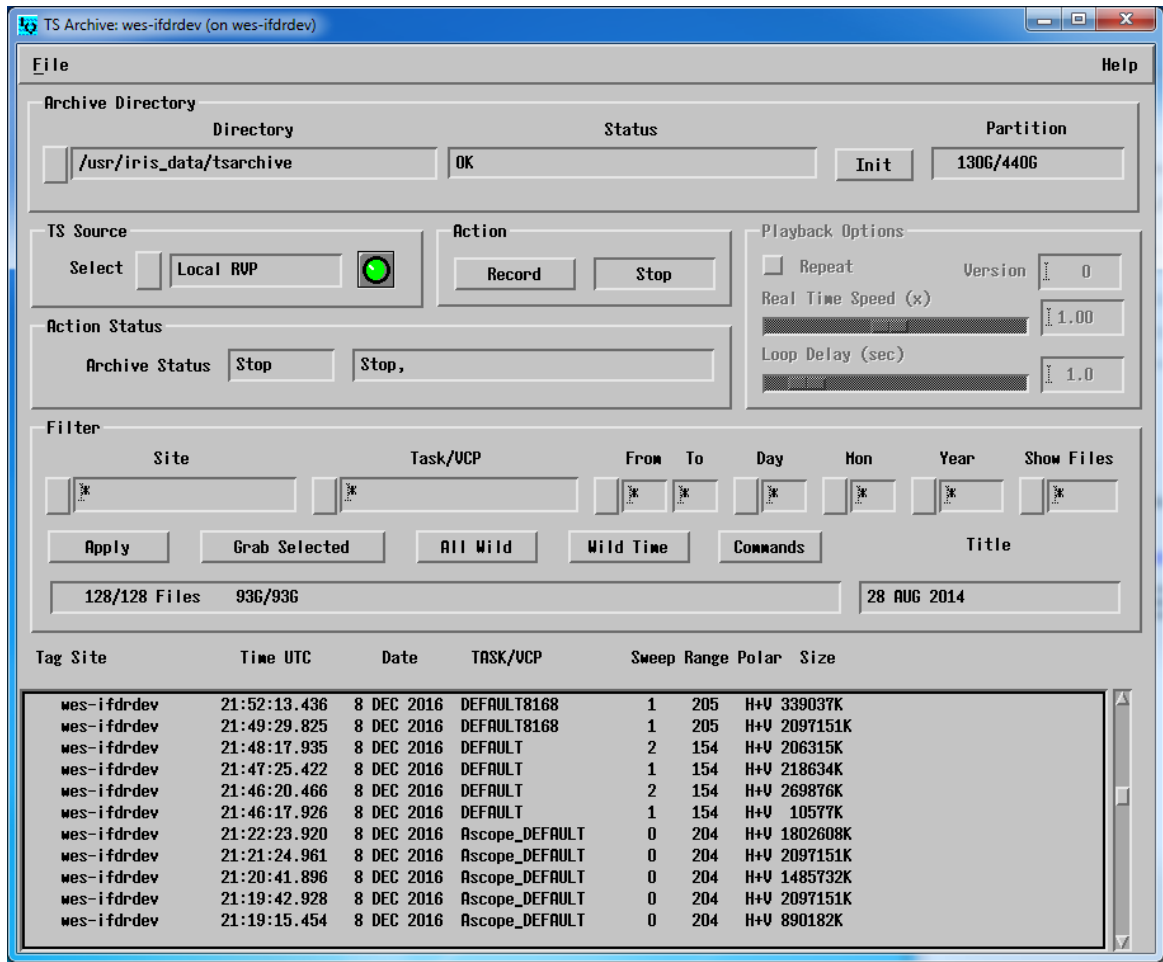 TS Archive: wes-ifdrdev (on wes-ifdrdev)
File Help
Archive Directory
Directory Status Partition
/usr/iris_data/tsarchive OK Init 130G/440G
TS Source Action Playback Options
Select Local RVP Record Stop Repeat Version 0
Real Time Speed (x)
1.00
Action Status
Loop Delay (sec)
Archive Status Stop Stop, 1.0
Filter
Site Task/VCP From To Day Mon Year Show Files
* * * * * * * *
Apply Grab Selected All Wild Wild Time Commands Title
128/128 Files 93G/93G 28 AUG 2014
Tag Site Time UTC Date TASK/VCP Sweep Range Polar Size
wes-ifdrdev 21:52:13.436 8 DEC 2016 DEFAULT8168 1 205 H+V 339037K
wes-ifdrdev 21:49:29.825 8 DEC 2016 DEFAULT8168 1 205 H+V 2097151K
wes-ifdrdev 21:48:17.935 8 DEC 2016 DEFAULT 2 154 H+V 206315K
wes-ifdrdev 21:47:25.422 8 DEC 2016 DEFAULT 1 154 H+V 218634K
wes-ifdrdev 21:46:20.466 8 DEC 2016 DEFAULT 2 154 H+V 269876K
wes-ifdrdev 21:46:17.926 8 DEC 2016 DEFAULT 1 154 H+V 10577K
wes-ifdrdev 21:22:23.920 8 DEC 2016 Ascope_DEFAULT 0 204 H+V 1802608K
wes-ifdrdev 21:21:24.961 8 DEC 2016 Ascope_DEFAULT 0 204 H+V 2097151K
wes-ifdrdev 21:20:41.896 8 DEC 2016 Ascope_DEFAULT 0 204 H+V 1485732K
wes-ifdrdev 21:19:42.928 8 DEC 2016 Ascope_DEFAULT 0 204 H+V 2097151K
wes-ifdrdev 21:19:15.454 8 DEC 2016 Ascope_DEFAULT 0 204 H+V 890182K